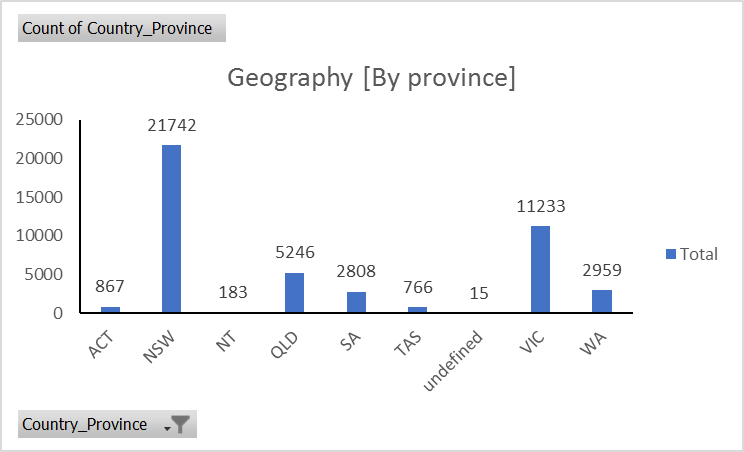 Count of Country_Province
Geography [By province]
25000
20000
15000
10000
5000
0
867
21742
183
5246
2808
766
15
11233
2959
ACT
NSW
NT
QLD
SA
TAS
undefined
VIC
WA
Total
Country_Province